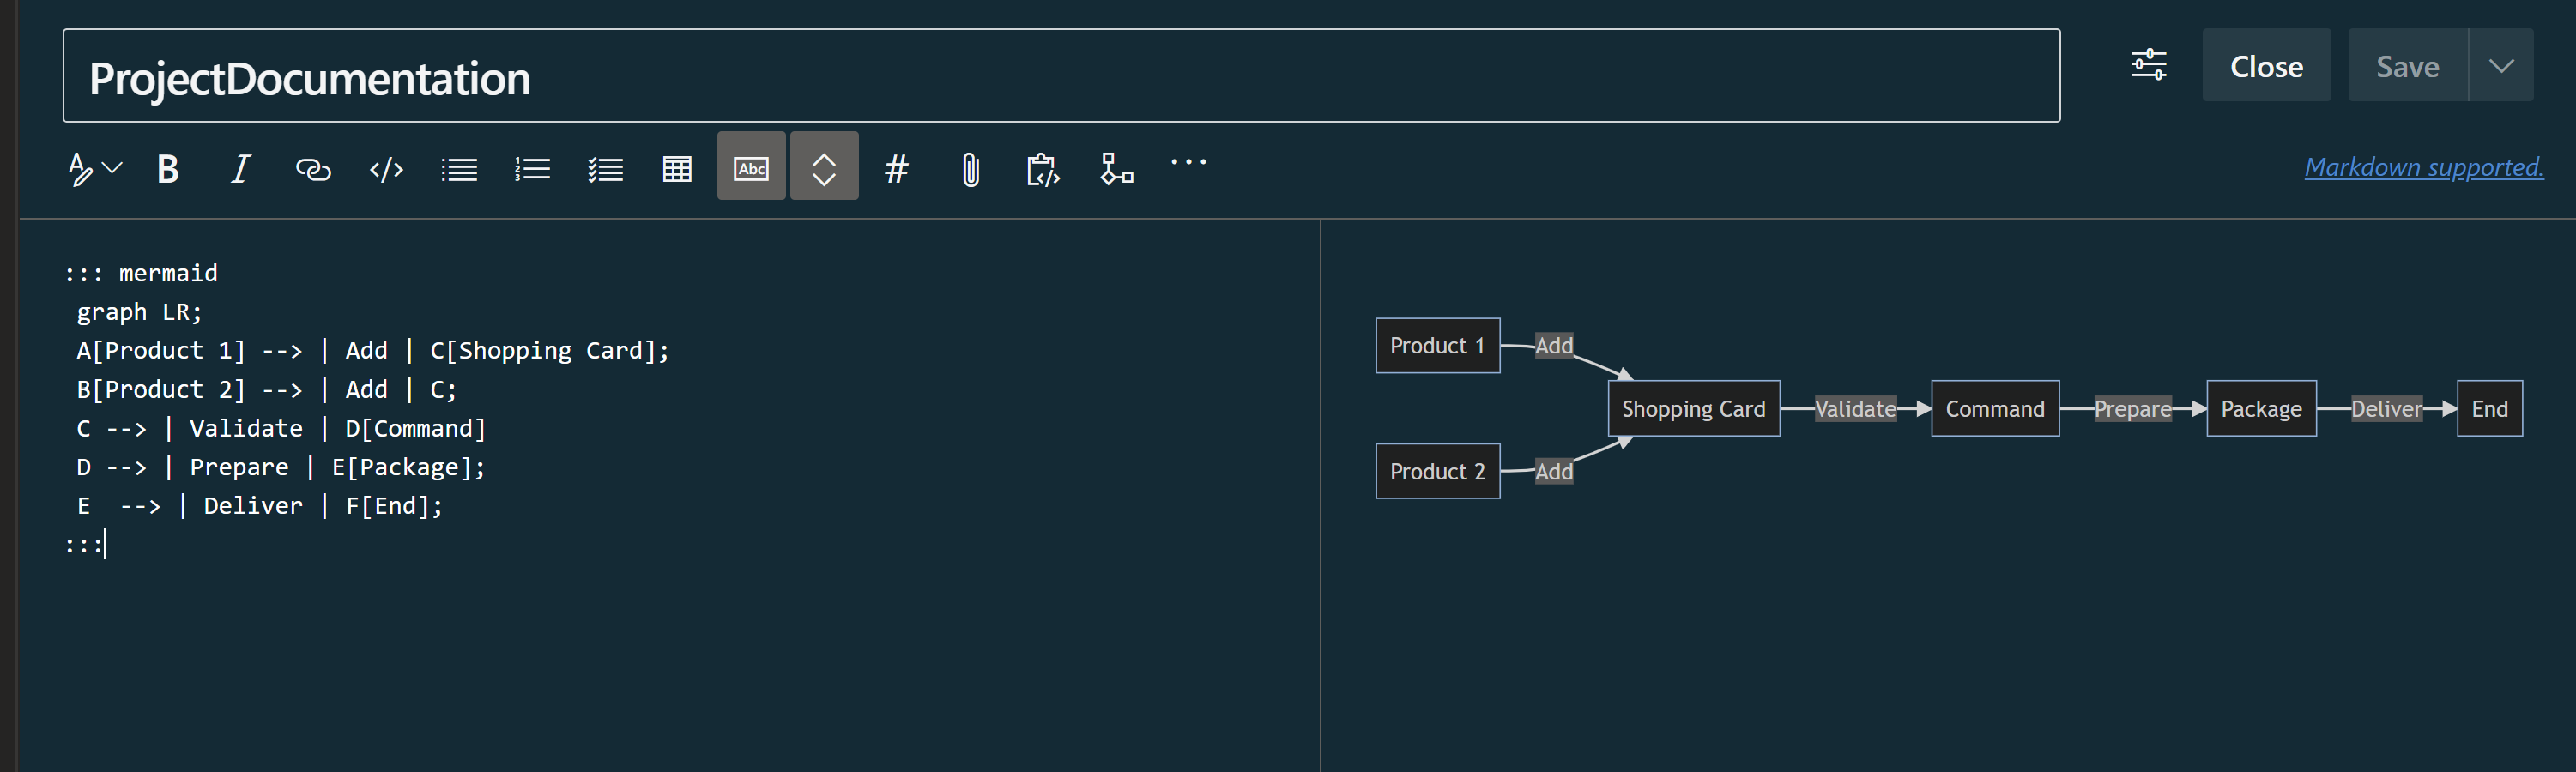 ProjectDocumentation
Close
Save
Abc
Markdown supported.
::: mermaid
graph LR;
A[Product 1] --> | Add | C[Shopping Card];
B[Product 2] --> | Add | C;
C --> | Validate | D[Command]
D --> | Prepare | E[Package];
E  --> | Deliver | F[End];
:::
Product 1
Add
Shopping Card
Validate
Command
Prepare
Package
Deliver
End
Product 2
Add